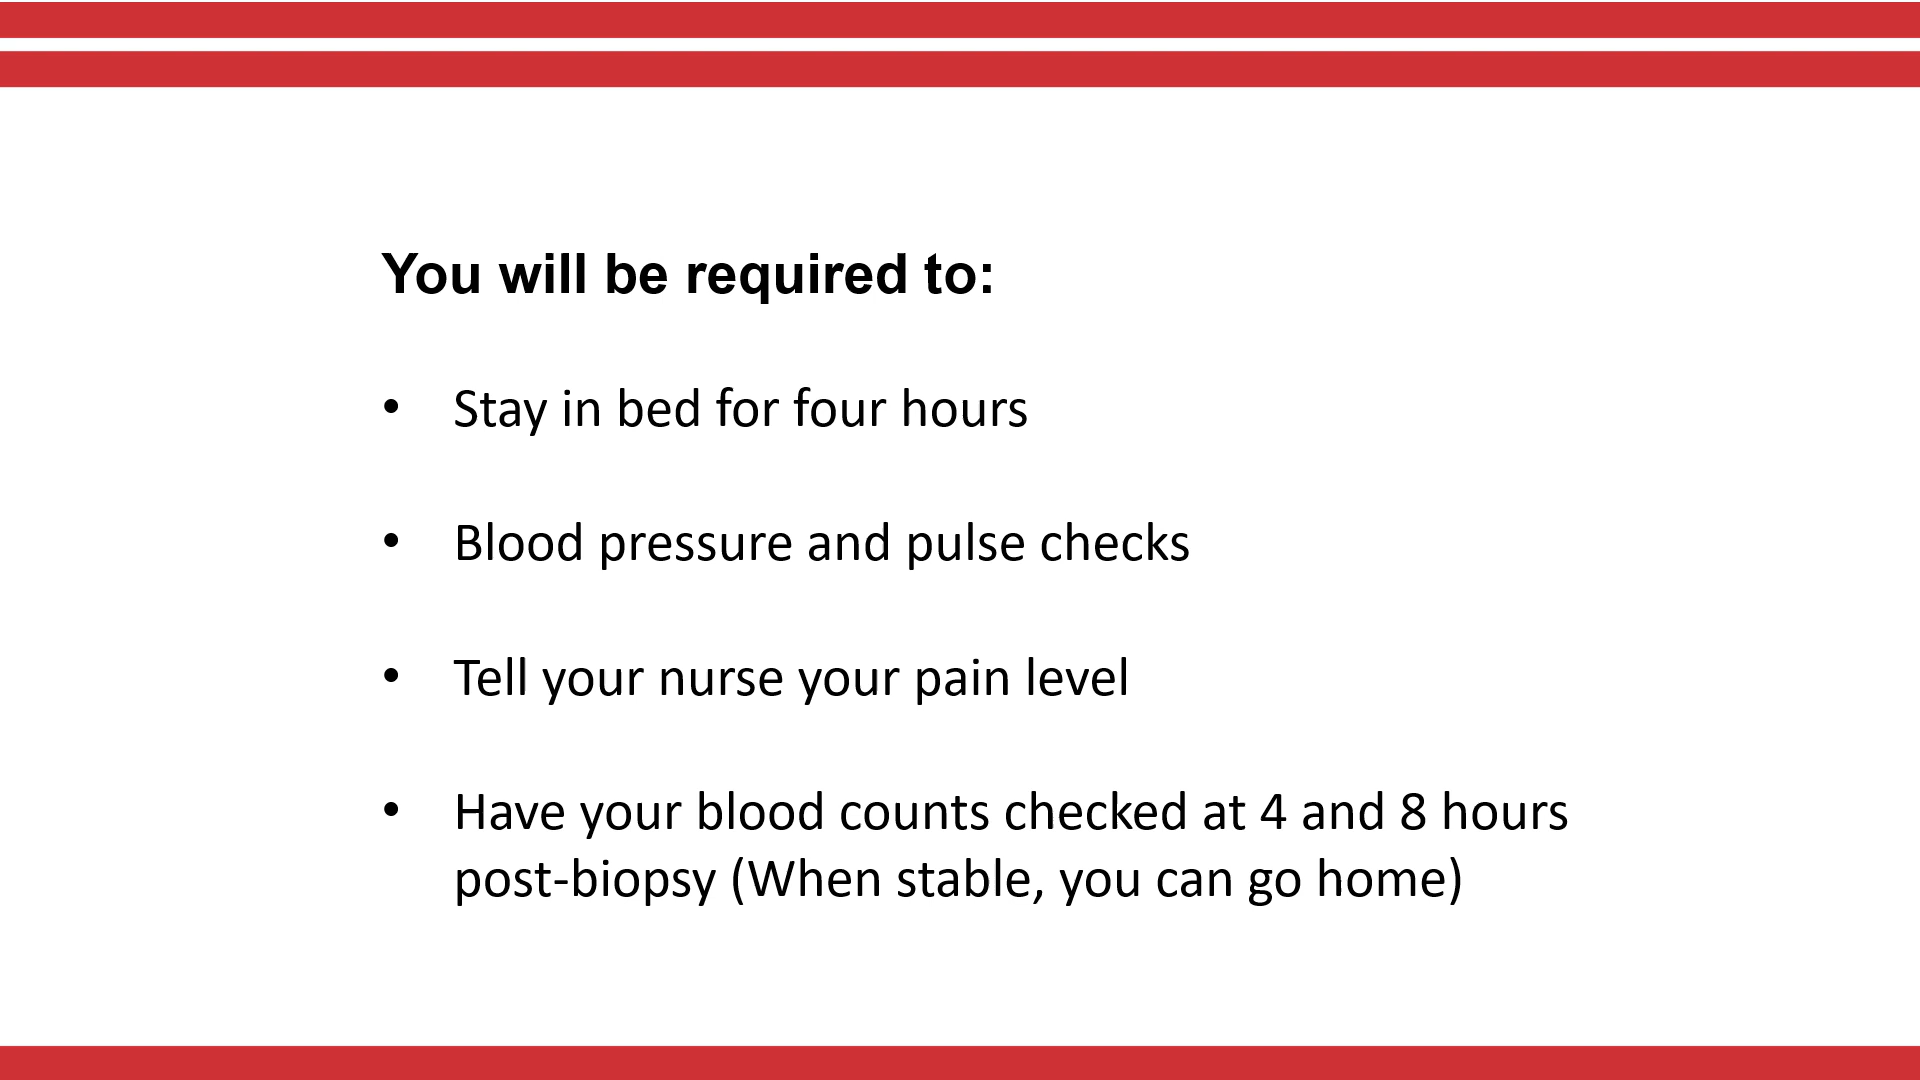 You will be required to:
• Stay in bed for four hours
• Blood pressure and pulse checks
• Tell your nurse your pain level
• Have your blood counts checked at 4 and 8 hours
post-biopsy (When stable, you can go home)